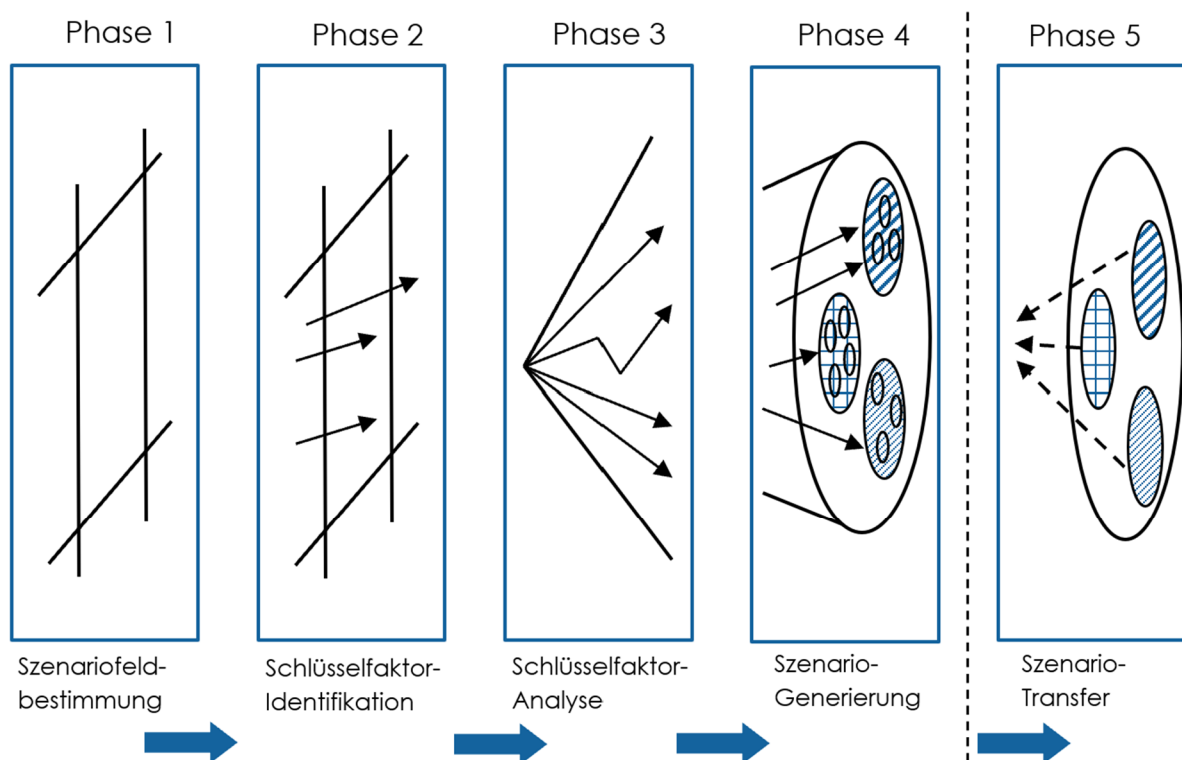 Phase 1
Phase 2
Phase 3
Phase 4
Phase 5
Szenariofeld-
bestimmung
Schlüsselfaktor-
Identifikation
Schlüsselfaktor-
Analyse
Szenario-
Generierung
Szenario-
Transfer